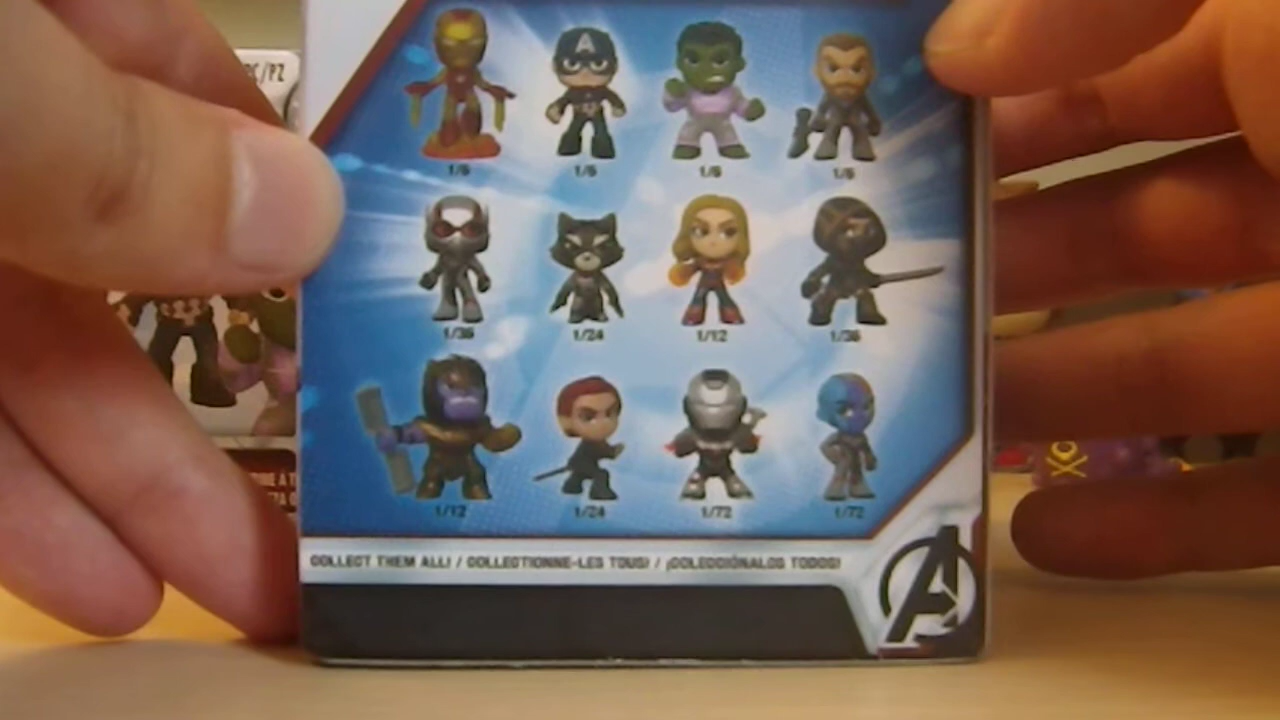 1/6 1/6 1/6 1/6
1/36 1/24 1/12 1/36
1/12 1/24 1/72 1/72
COLLECT THEM ALL! / COLLECTIONNE-LES TOUS! / ¡COLECCIÓNALOS TODOS!